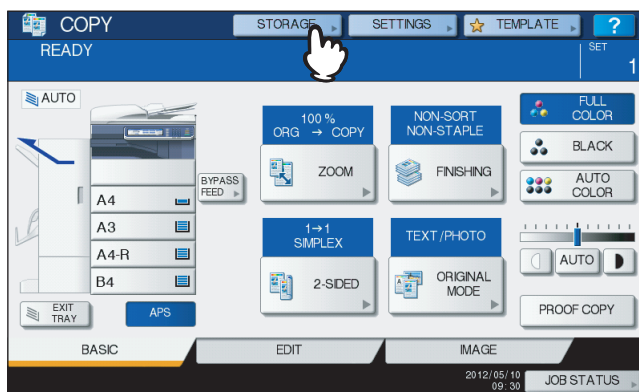 COPY
STORAGE
SETTINGS
TEMPLATE
?
READY
SET
1
AUTO
100 %
ORG → COPY
NON-SORT
NON-STAPLE
FULL
COLOR
ZOOM
FINISHING
BLACK
BYPASS
FEED
AUTO
COLOR
A4
A3
A4-R
B4
1→1
SIMPLEX
TEXT/PHOTO
2-SIDED
ORIGINAL
MODE
AUTO
EXIT
TRAY
APS
PROOF COPY
BASIC
EDIT
IMAGE
2012/05/10
09:30
JOB STATUS